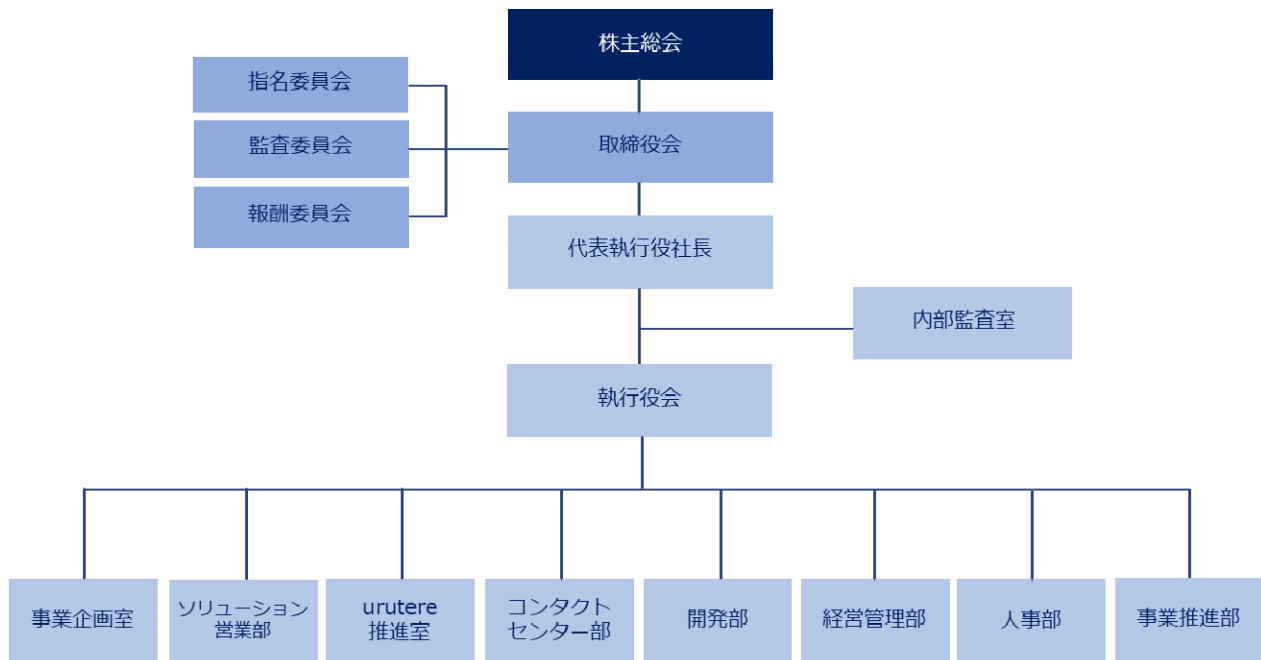 株主総会
指名委員会
監査委員会
報酬委員会
取締役会
代表執行役社長
内部監査室
執行役会
事業企画室
ソリューション
営業部
urutere
推進室
コンタクト
センター部
開発部
経営管理部
人事部
事業推進部